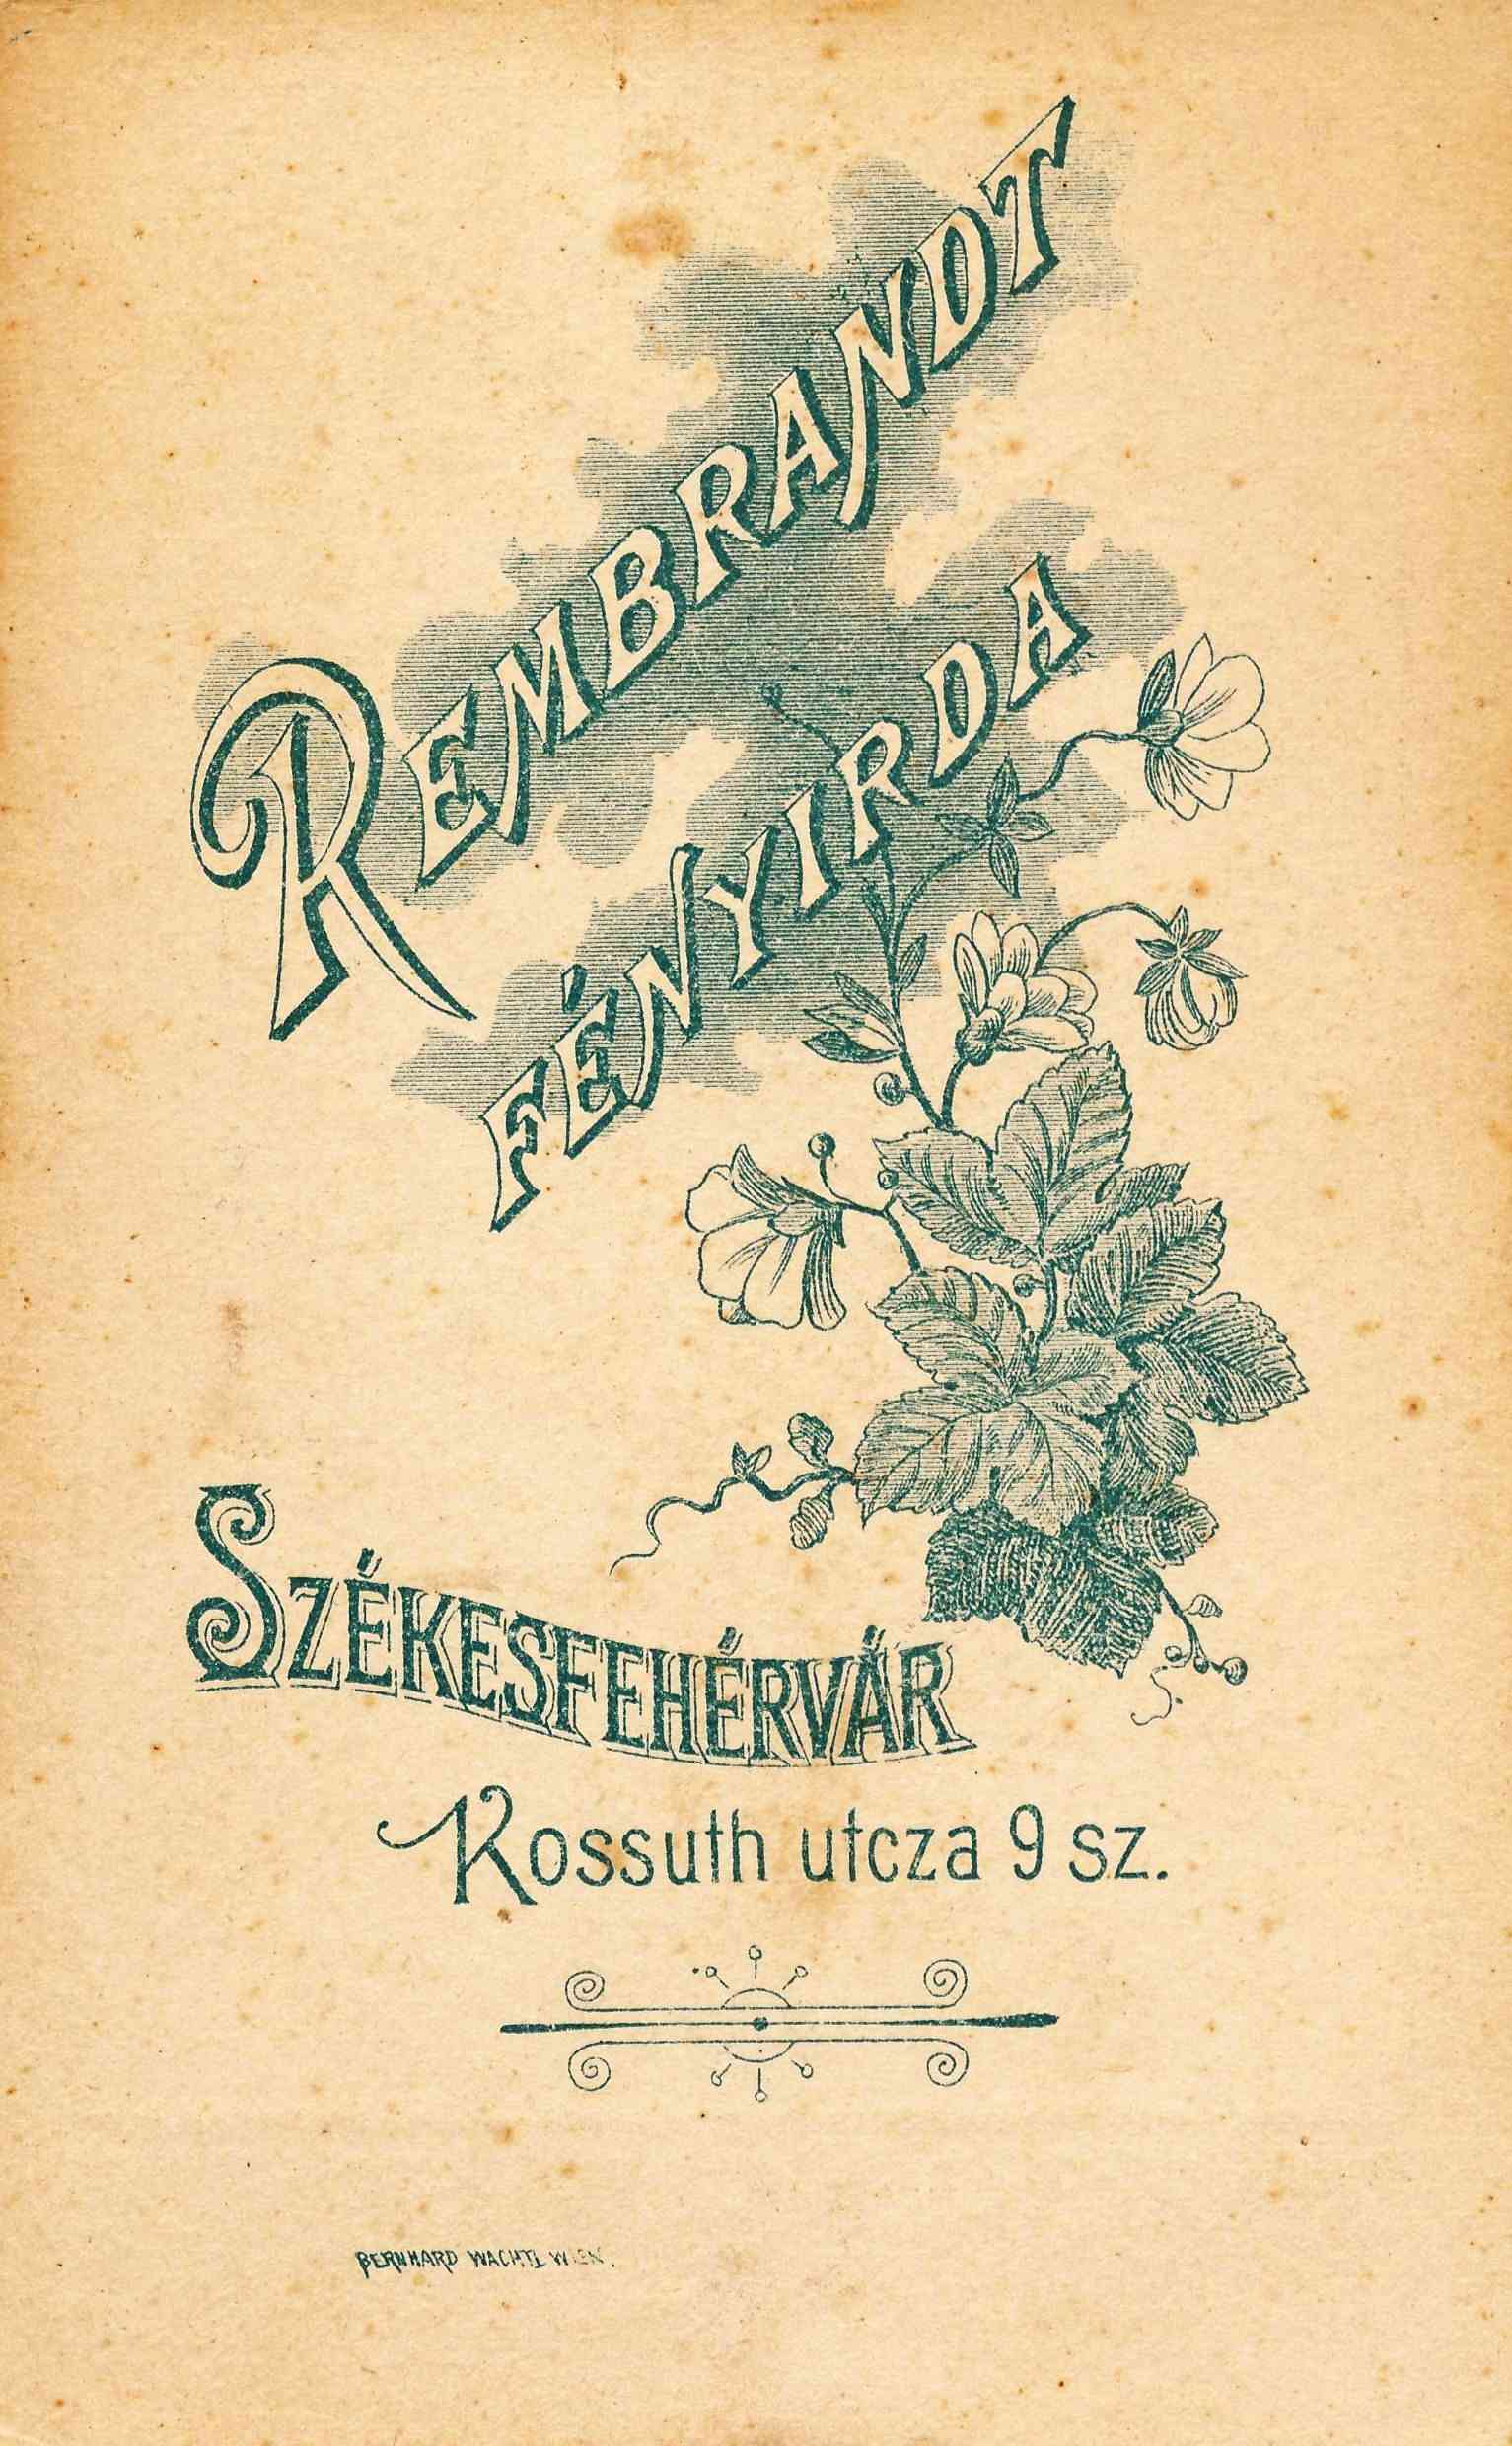 REMBRANDT
FÉNYIRDA
SZÉKESFEHÉRVÁR
Kossuth utcza 9 sz.
BERNHARD WACHTL WIEN.